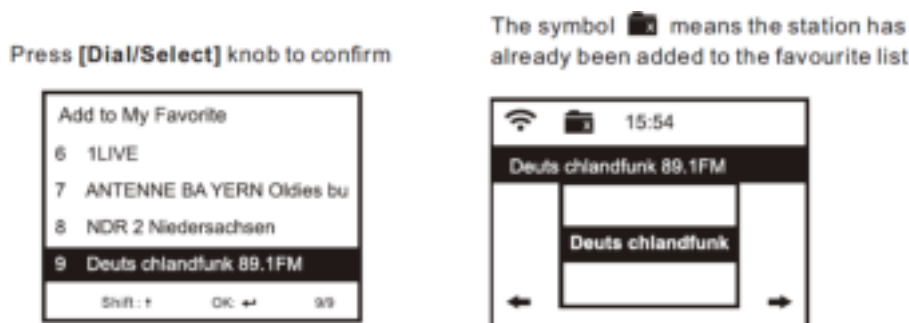 Press [Dial/Select] knob to confirm
Add to My Favorite
6 1LIVE
7 ANTENNE BA YERN Oldies bu
8 NDR 2 Niedersachsen
9 Deuts chlandfunk 89.1FM
Shift : ↑ OK: ↵ 9/9
The symbol x means the station has
already been added to the favourite list
x 15:54
Deuts chlandfunk 89.1FM
Deuts chlandfunk